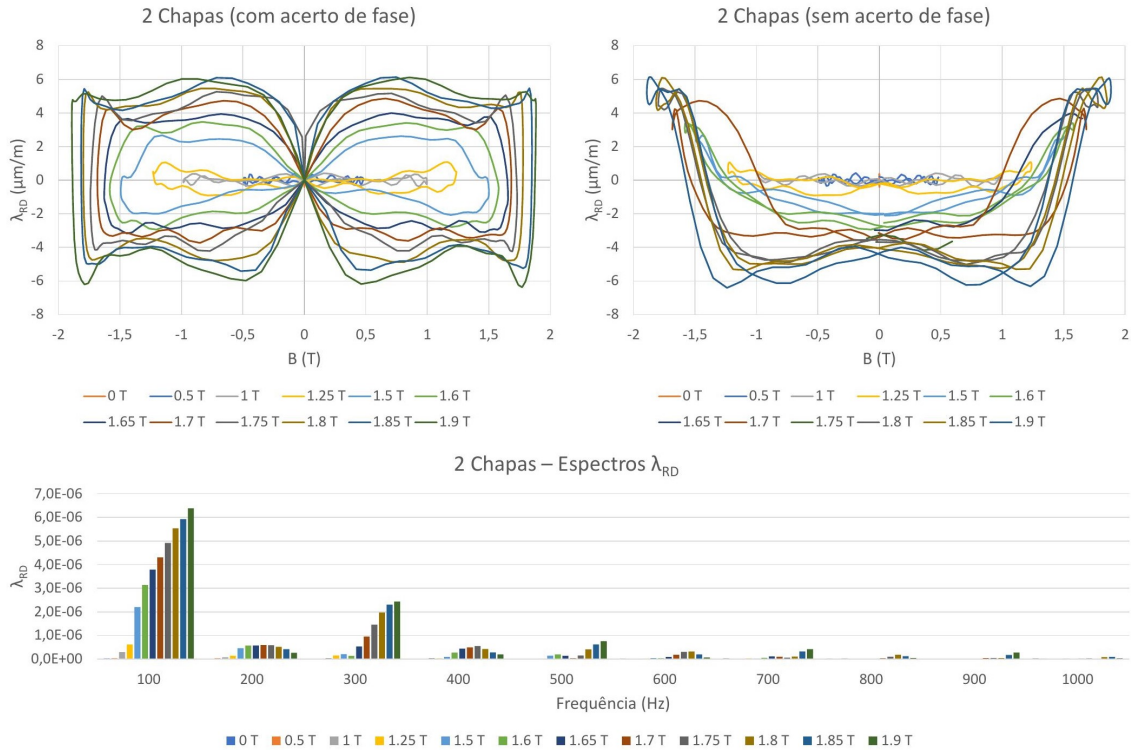 2 Chapas (com acerto de fase)
8
6
4
2
0
-2
-4
-6
-8
λRD (µm/m)
-2 -1,5 -1 -0,5 0 0,5 1 1,5 2
B (T)
0 T 0.5 T 1 T 1.25 T 1.5 T 1.6 T
1.65 T 1.7 T 1.75 T 1.8 T 1.85 T 1.9 T
2 Chapas (sem acerto de fase)
8
6
4
2
0
-2
-4
-6
-8
λRD (µm/m)
-2 -1,5 -1 -0,5 0 0,5 1 1,5 2
B (T)
0 T 0.5 T 1 T 1.25 T 1.5 T 1.6 T
1.65 T 1.7 T 1.75 T 1.8 T 1.85 T 1.9 T
2 Chapas – Espectros λRD
7,0E-06
6,0E-06
5,0E-06
4,0E-06
3,0E-06
2,0E-06
1,0E-06
0,0E+00
λRD
100 200 300 400 500 600 700 800 900 1000
Frequência (Hz)
0 T 0.5 T 1 T 1.25 T 1.5 T 1.6 T 1.65 T 1.7 T 1.75 T 1.8 T 1.85 T 1.9 T